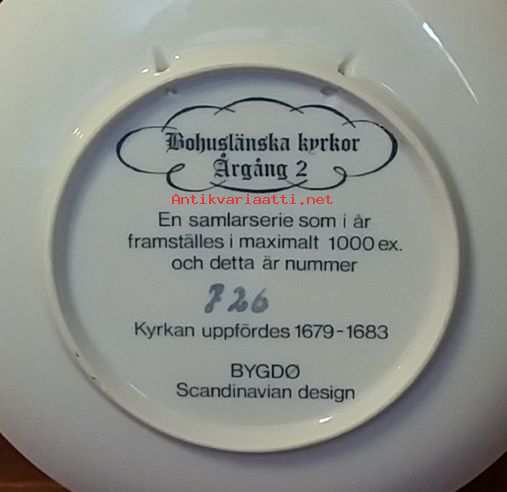 Bohuslänska kyrkor
Årgång 2
Antikvariaatti.net
En samlarserie som i år
framställes i maximalt 1000 ex.
och detta är nummer
726
Kyrkan uppfördes 1679-1683
BYGDØ
Scandinavian design